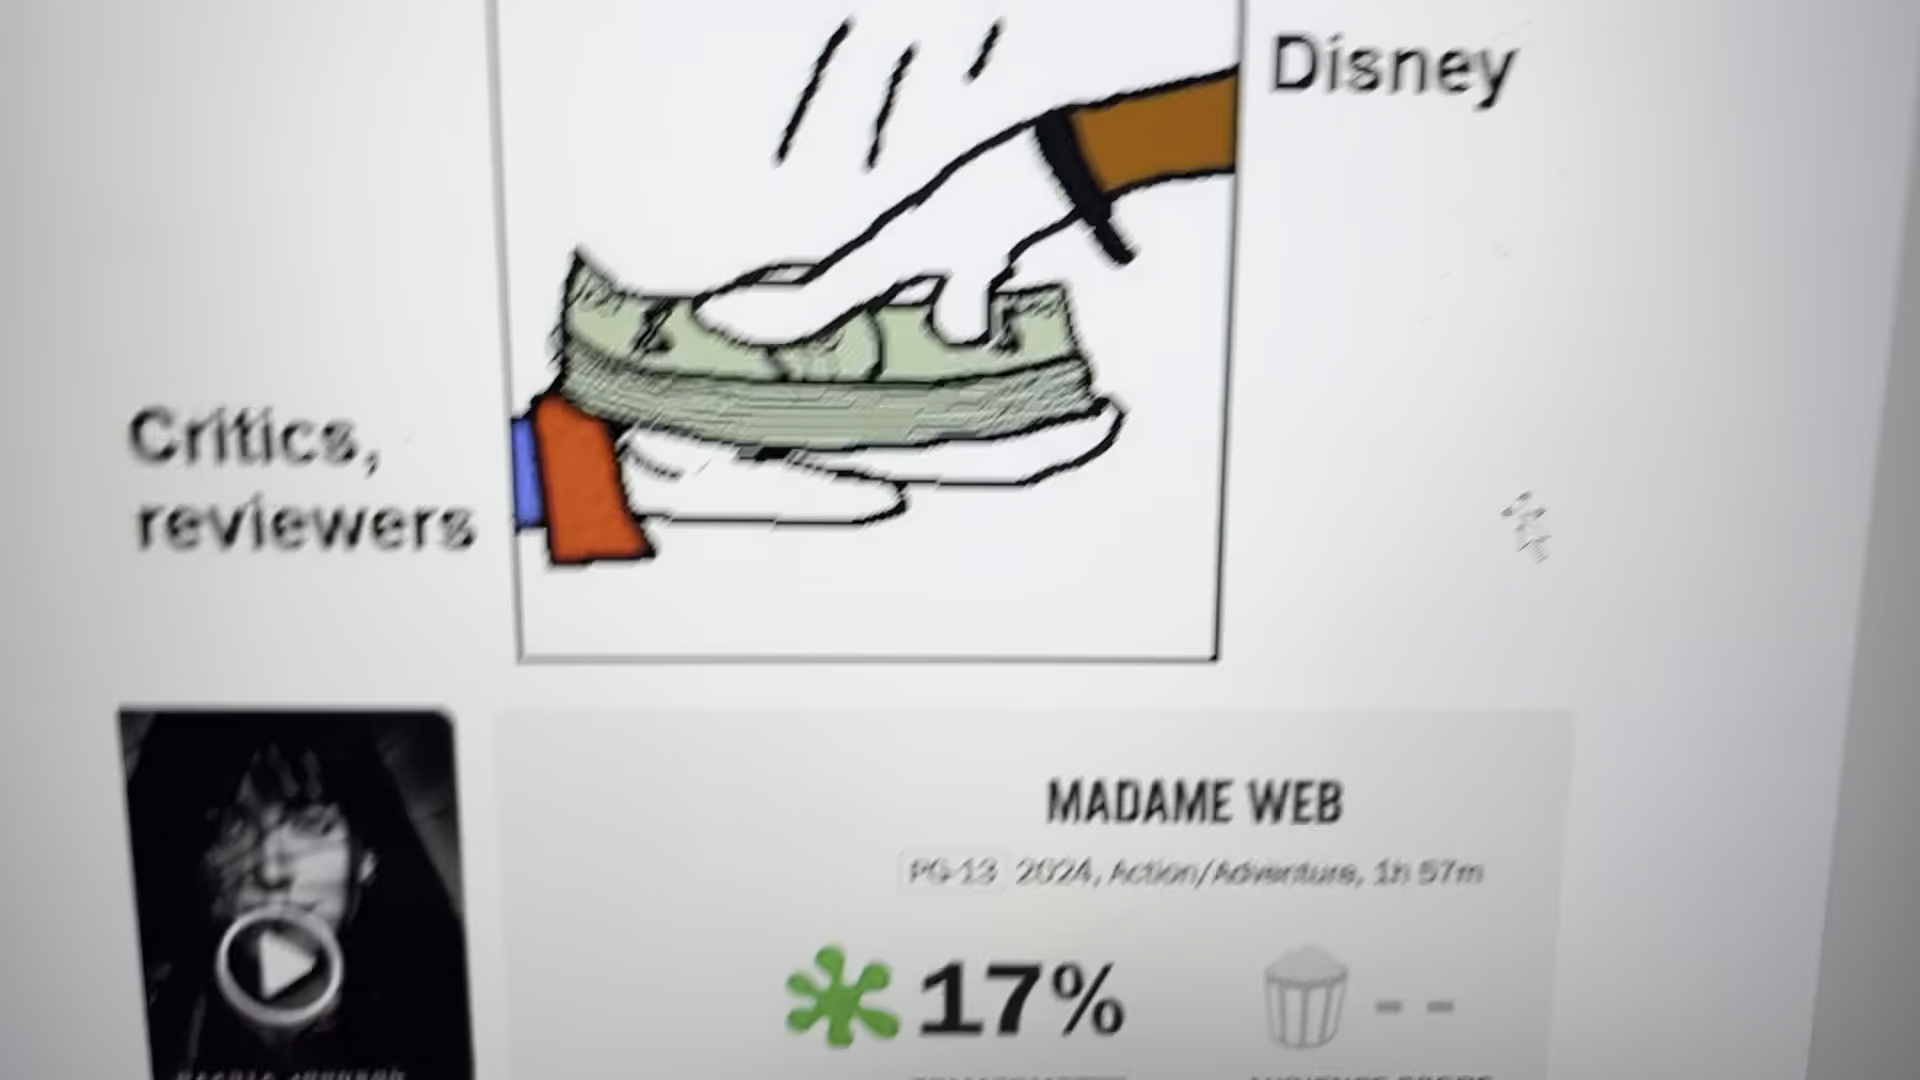 Disney
Critics,
reviewers
MADAME WEB
PG-13 2024, Action/Adventure, 1h 57m
17%
- -